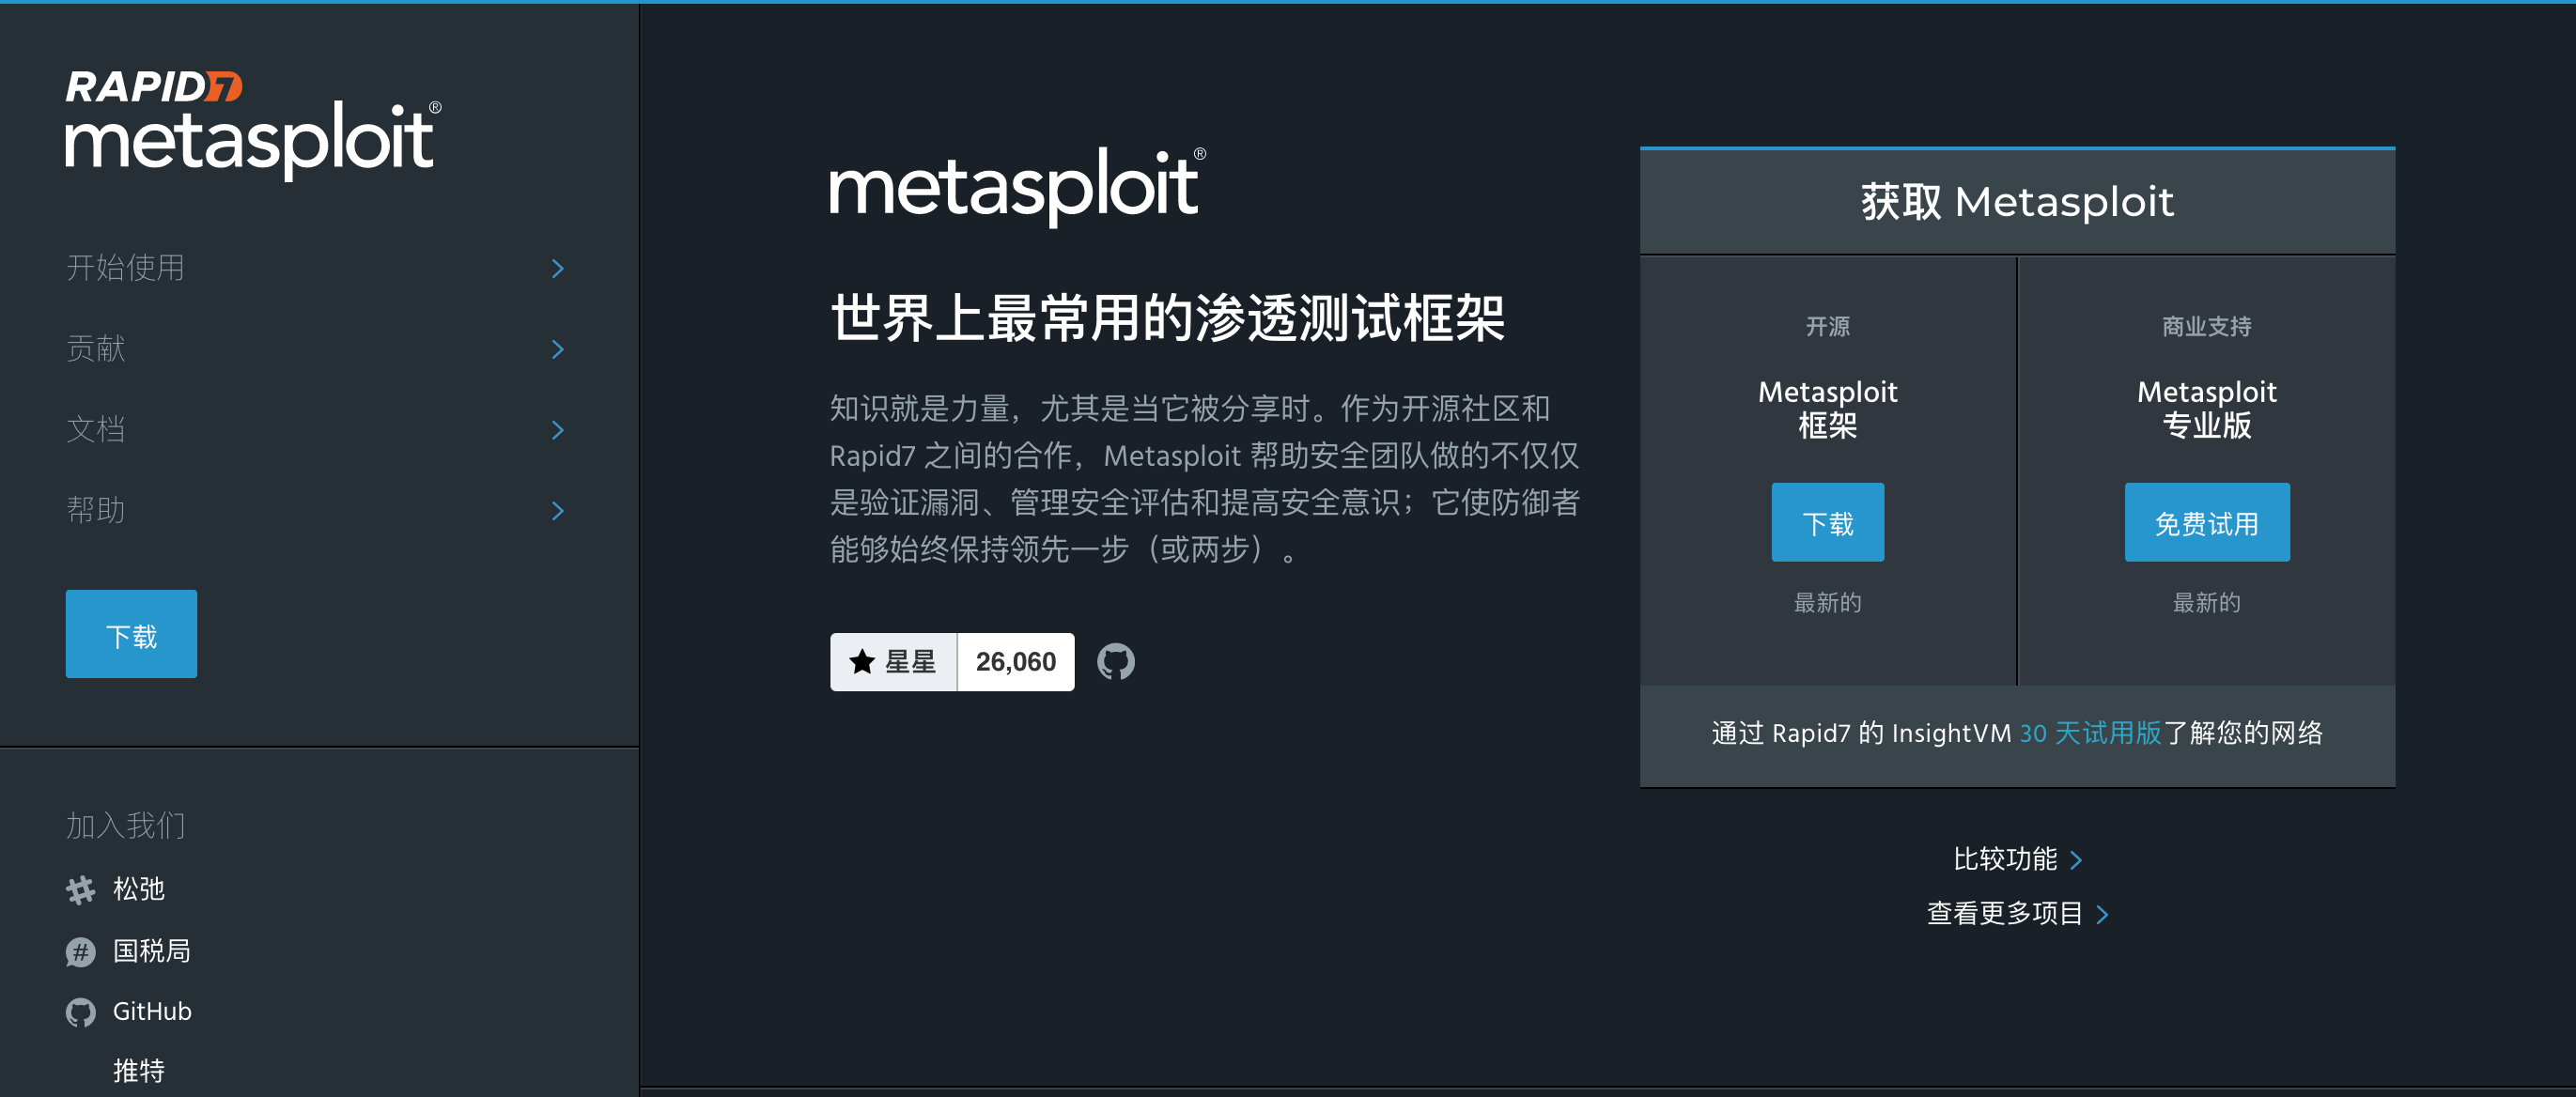 RAPID7
metasploit®
开始使用
贡献
文档
帮助
下载
加入我们
松弛
国税局
GitHub
推特
metasploit®
世界上最常用的渗透测试框架
知识就是力量，尤其是当它被分享时。作为开源社区和
Rapid7 之间的合作，Metasploit 帮助安全团队做的不仅仅
是验证漏洞、管理安全评估和提高安全意识；它使防御者
能够始终保持领先一步（或两步）。
星星 26,060
获取 Metasploit
开源
Metasploit
框架
下载
最新的
商业支持
Metasploit
专业版
免费试用
最新的
通过 Rapid7 的 InsightVM 30 天试用版了解您的网络
比较功能
查看更多项目